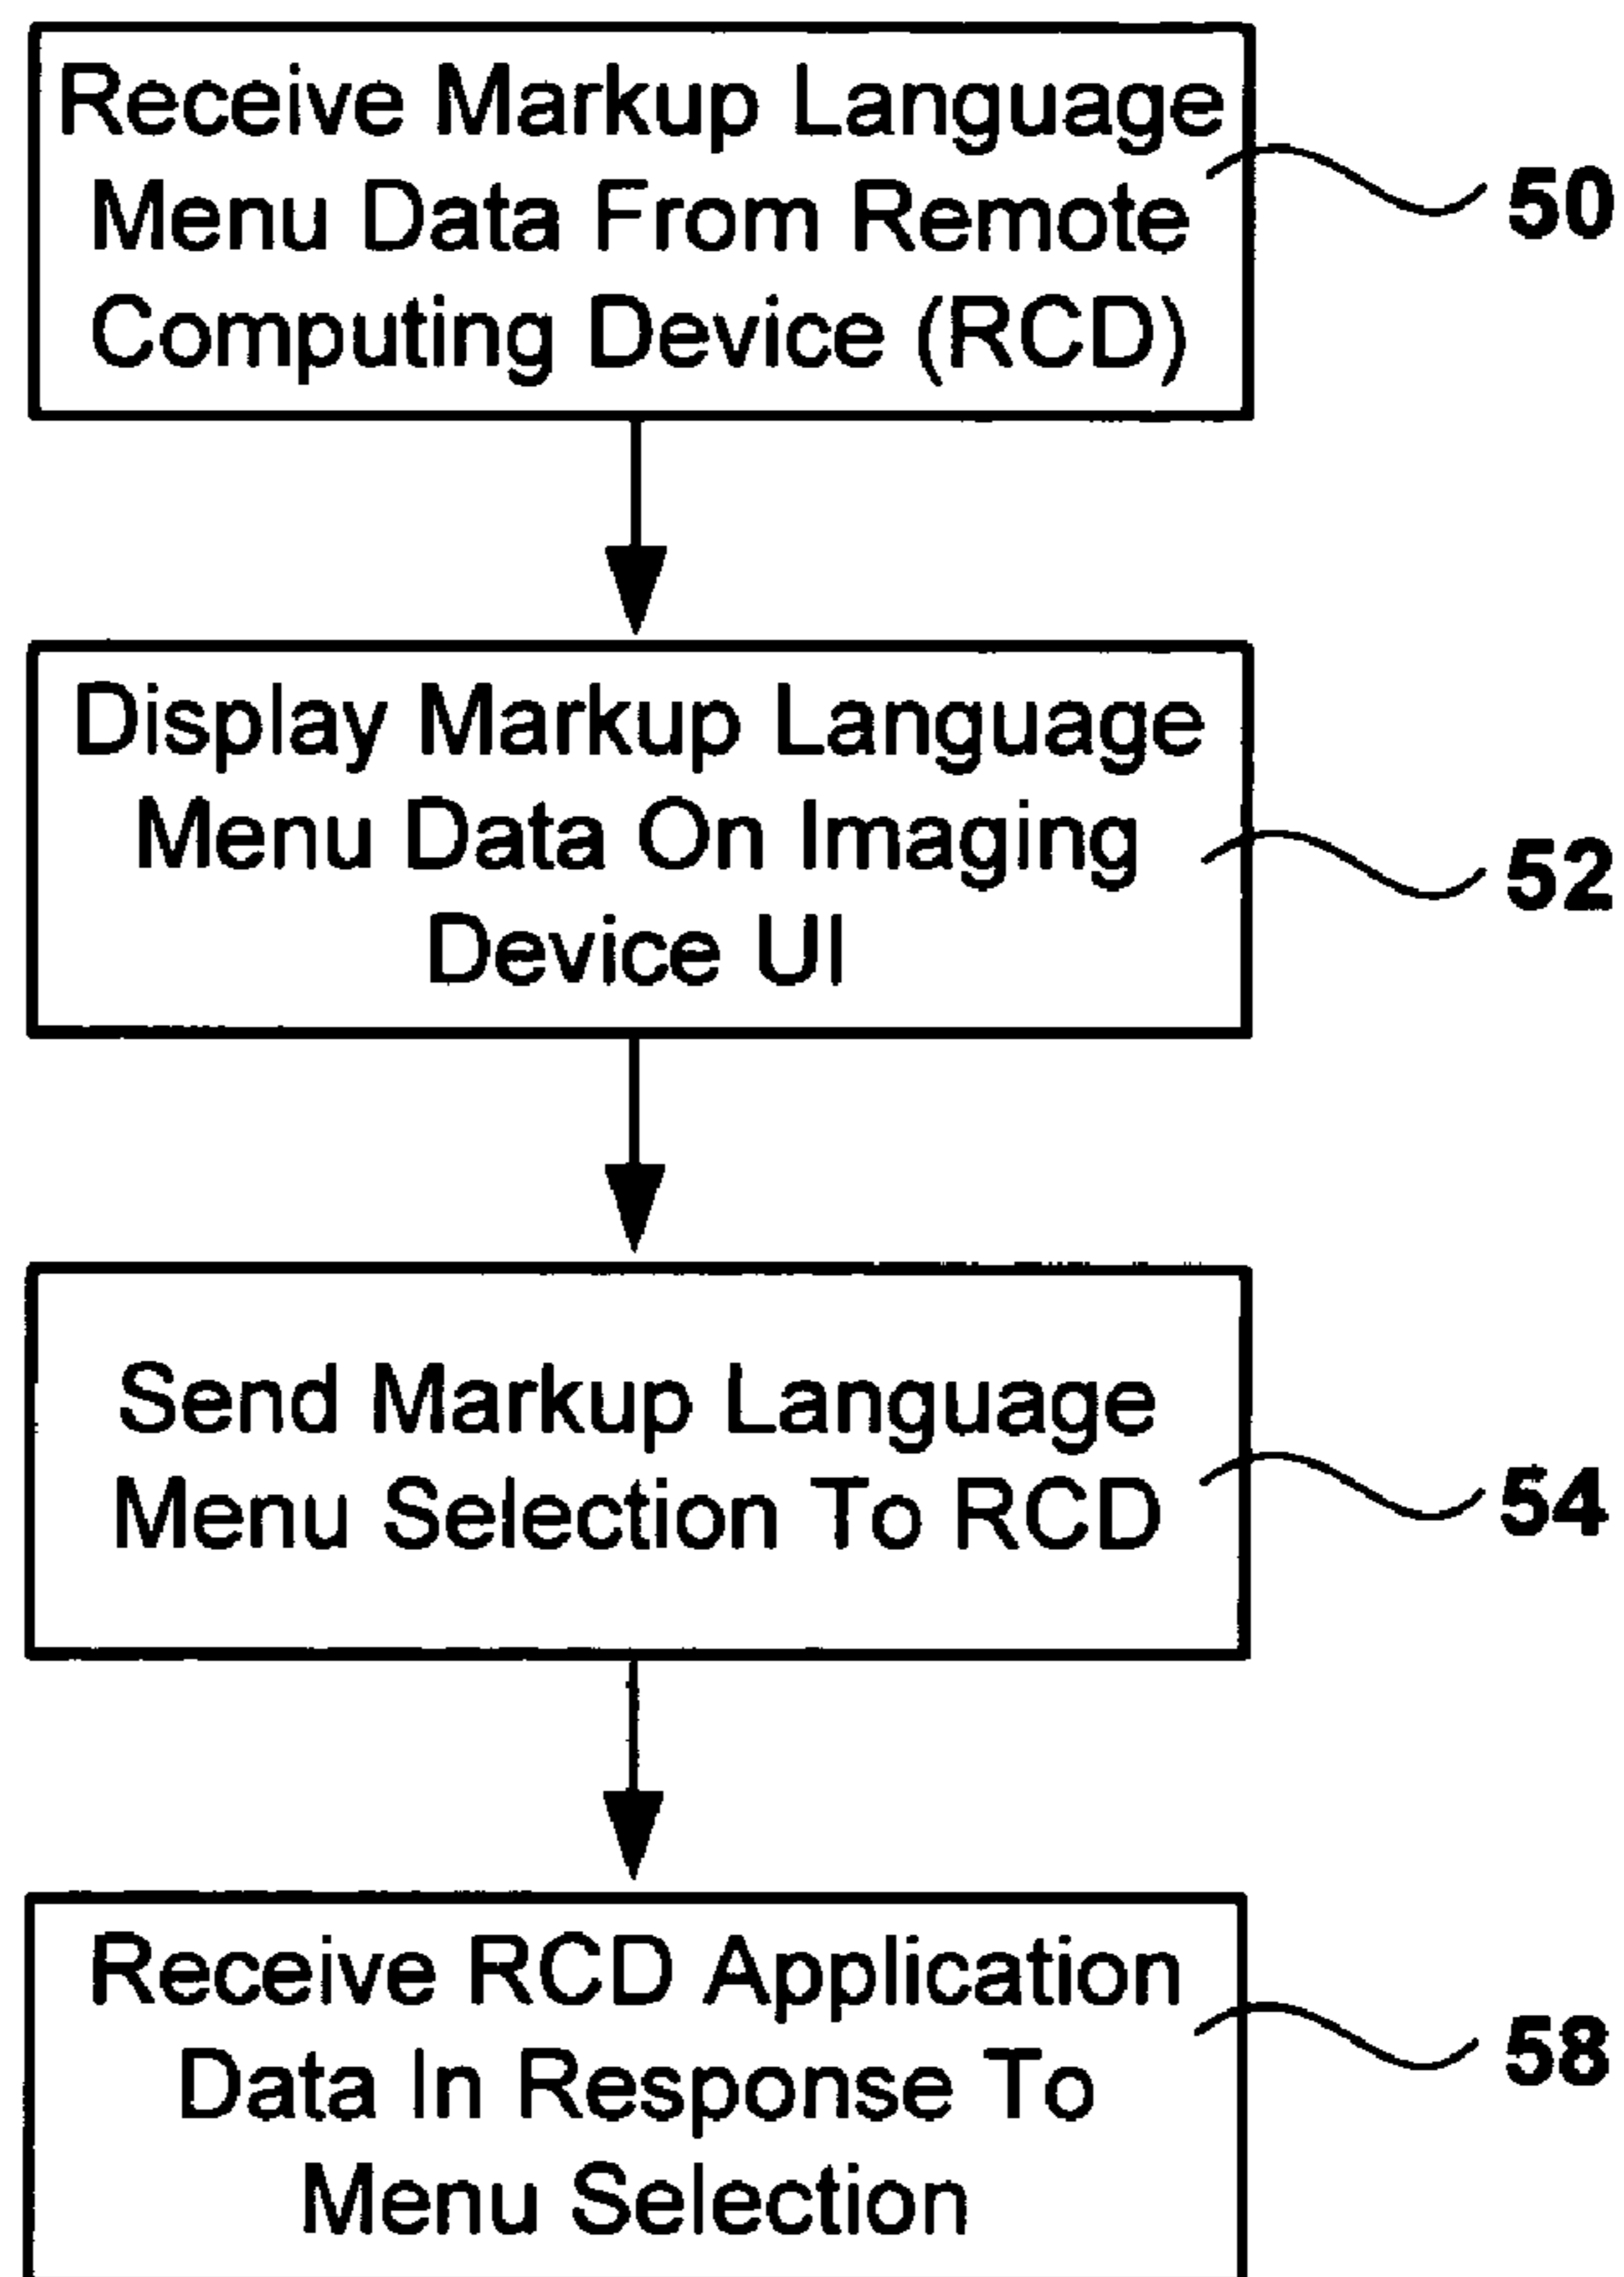 Receive Markup Language
Menu Data From Remote
Computing Device (RCD)
50
Display Markup Language
Menu Data On Imaging
Device UI
52
Send Markup Language
Menu Selection To RCD
54
Receive RCD Application
Data In Response To
Menu Selection
58